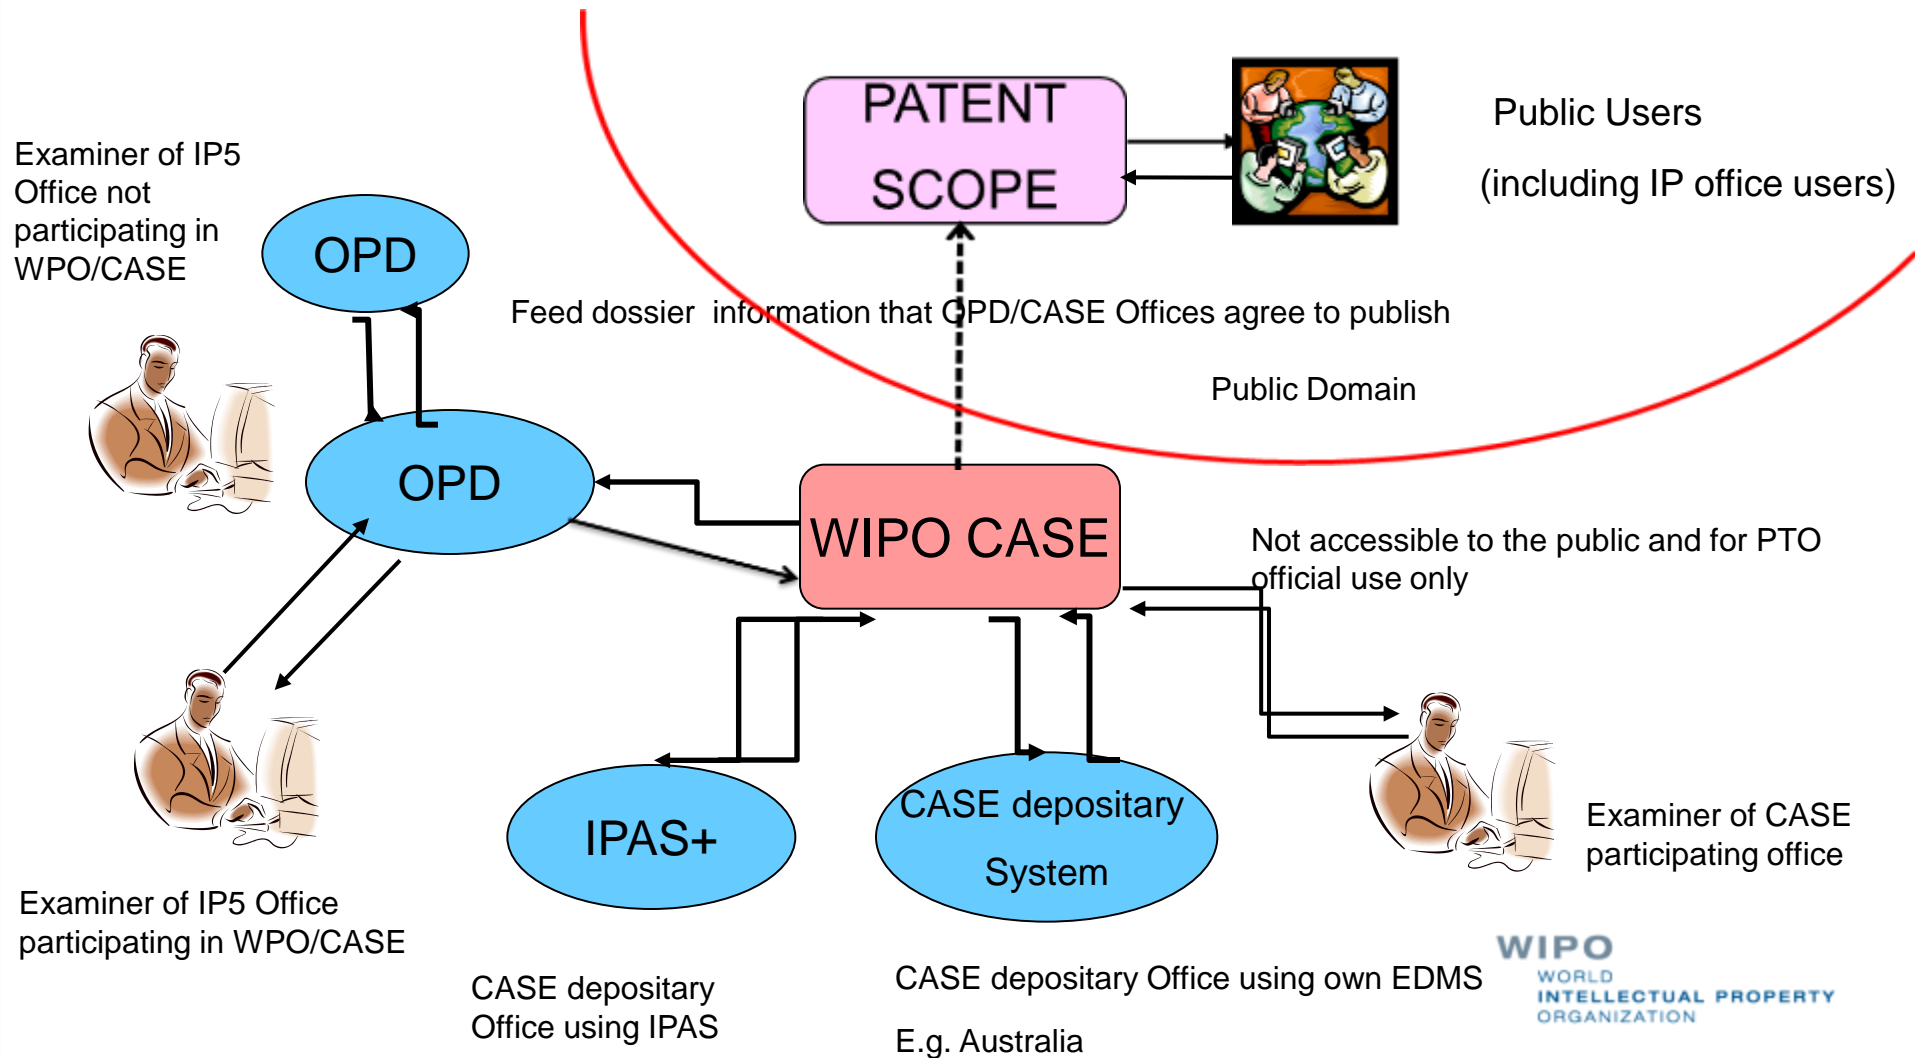 PATENT
SCOPE
Public Users
(including IP office users)
Examiner of IP5
Office not
participating in
WPO/CASE
OPD
Feed dossier  information that OPD/CASE Offices agree to publish
Public Domain
OPD
WIPO CASE
Not accessible to the public and for PTO
official use only
IPAS+
CASE depositary
System
Examiner of CASE
participating office
Examiner of IP5 Office
participating in WPO/CASE
CASE depositary
Office using IPAS
CASE depositary Office using own EDMS
E.g. Australia
WIPO
WORLD
INTELLECTUAL PROPERTY
ORGANIZATION